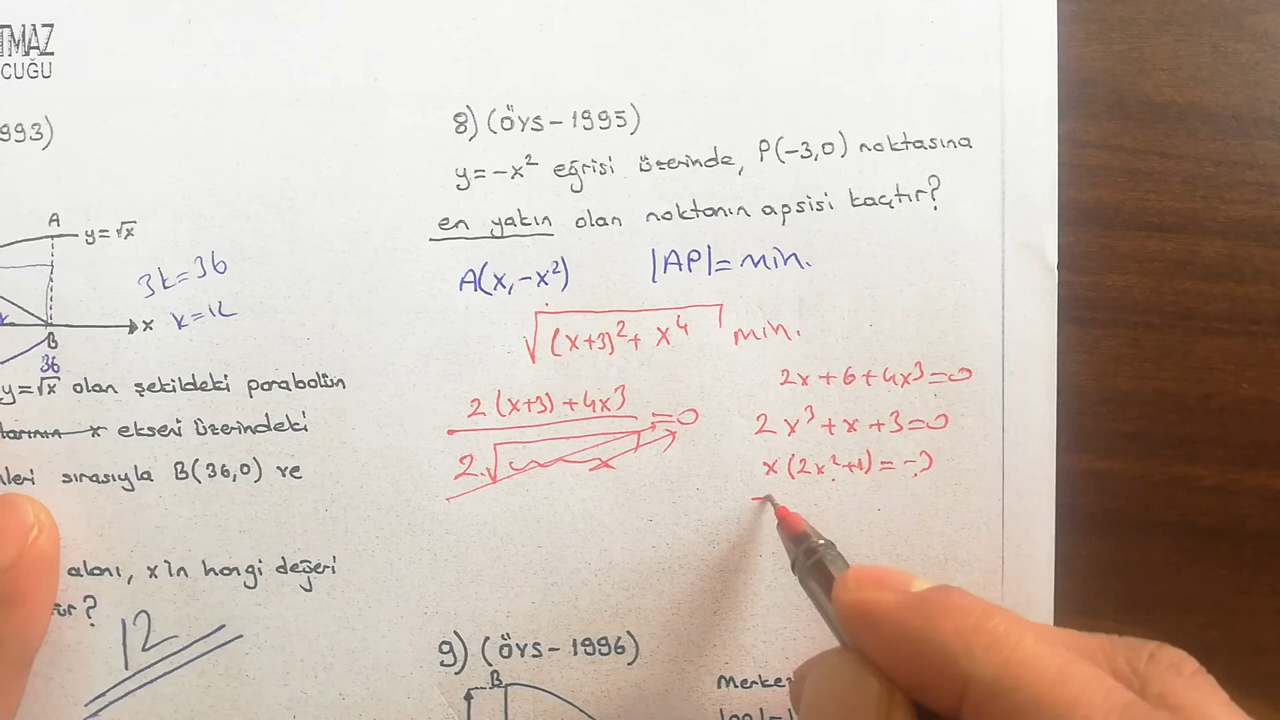 TMAZ
CUĞU
993)
A
y=√x
3k=36
k=12
x
B
36
y=√x olan şekildeki parabolün
x ekseni üzerindeki
leri sırasıyla B(36,0) ve
alanı, x'in hangi değeri
?
12
8) (ÖYS-1995)
y=-x² eğrisi üzerinde, P(-3,0) noktasına
en yakın olan noktanın apsisi kaçtır?
A(x,-x²) |AP|=min.
√((x+3)²+x⁴) min.
2.(x+3)+4x³ =0
2.√
2x+6+4x³=0
2x³+x+3=0
x(2x²+1)=-3
9) (ÖYS-1996)
B
Merke